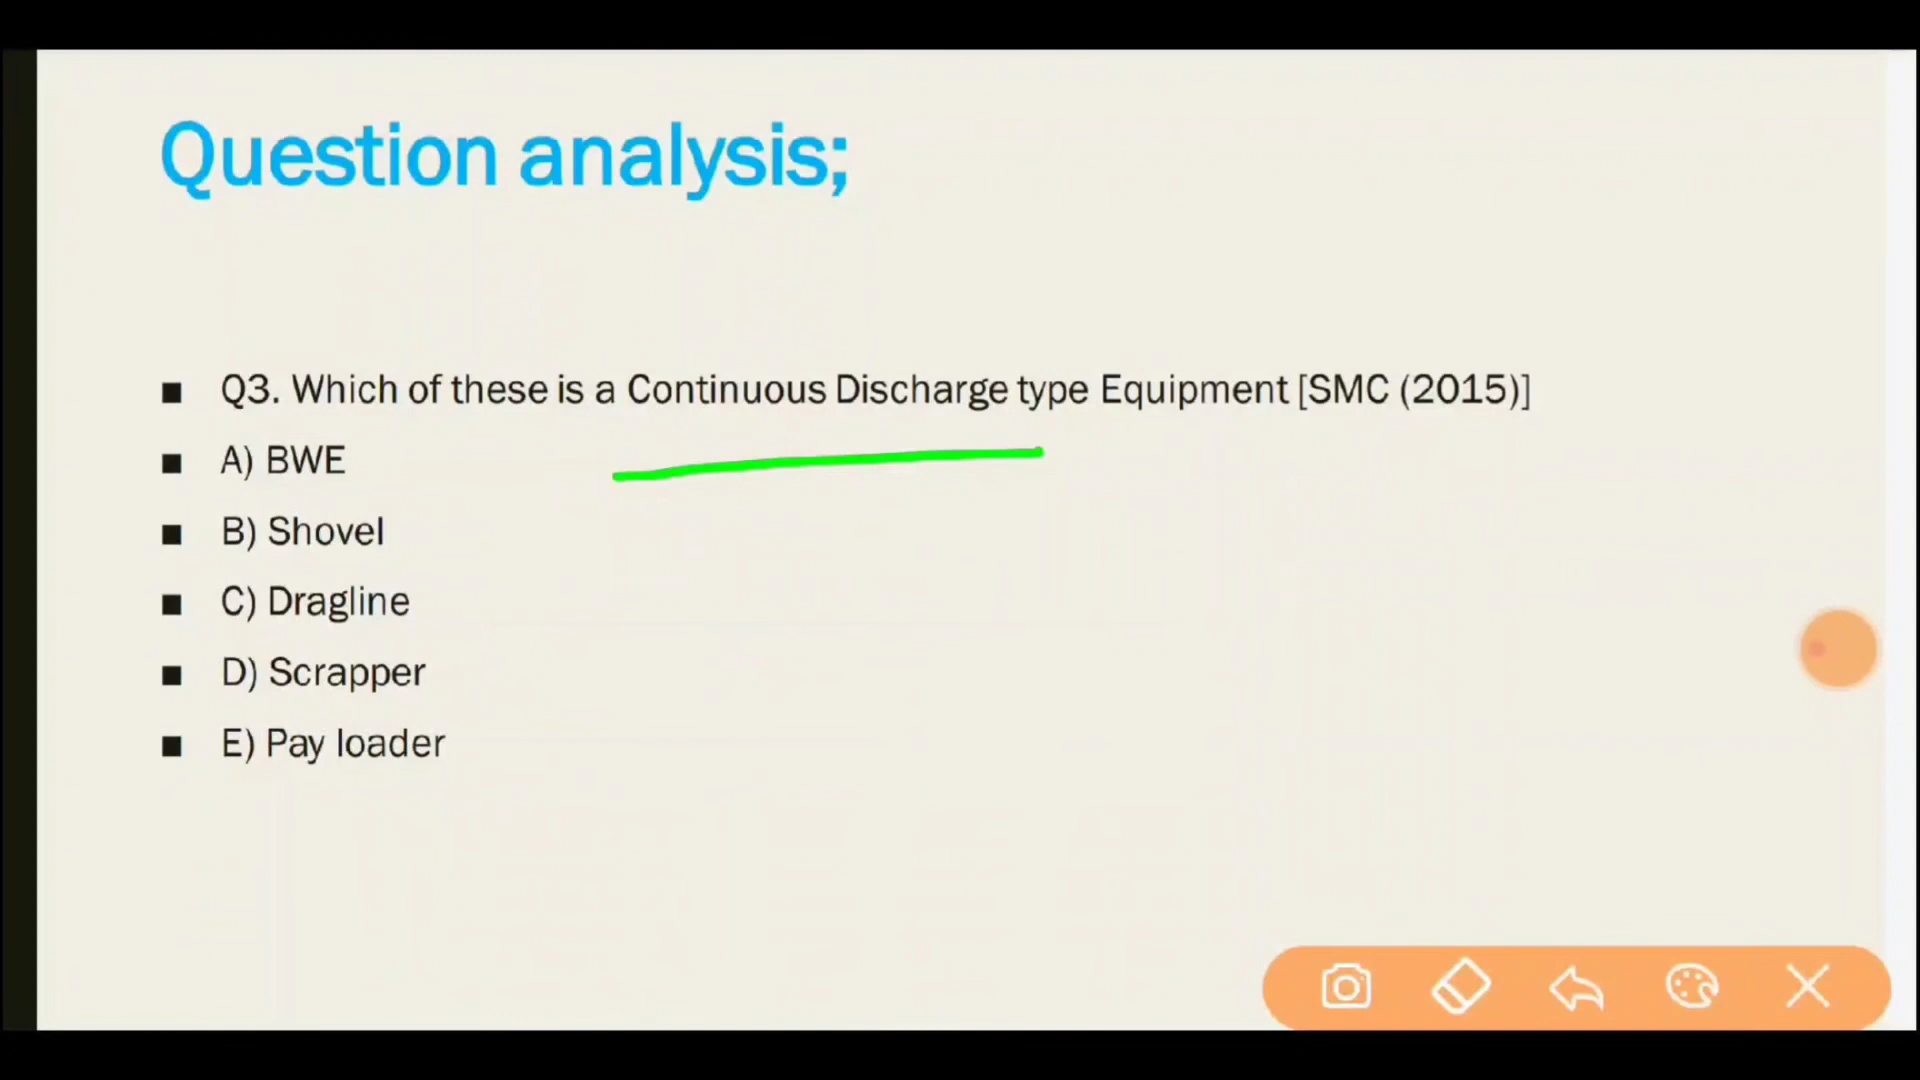 Question analysis;
Q3. Which of these is a Continuous Discharge type Equipment [SMC (2015)]
A) BWE
B) Shovel
C) Dragline
D) Scrapper
E) Pay loader